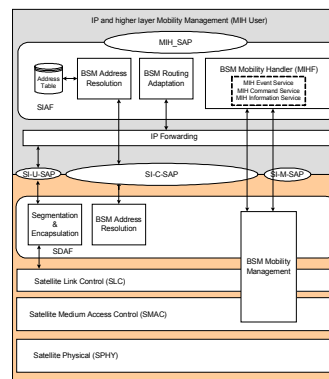 IP and higher layer Mobility Management (MIH User)
MIH_SAP
Address
Table
BSM Address
Resolution
BSM Routing
Adaptation
BSM Mobility Handler (MIHF)
MIH Event Service
MIH Command Service
MIH Information Service
SIAF
IP Forwarding
SI-U-SAP
SI-C-SAP
SI-M-SAP
Segmentation
&
Encapsulation
BSM Address
Resolution
SDAF
BSM Mobility
Management
Satellite Link Control (SLC)
Satellite Medium Access Control (SMAC)
Satellite Physical (SPHY)